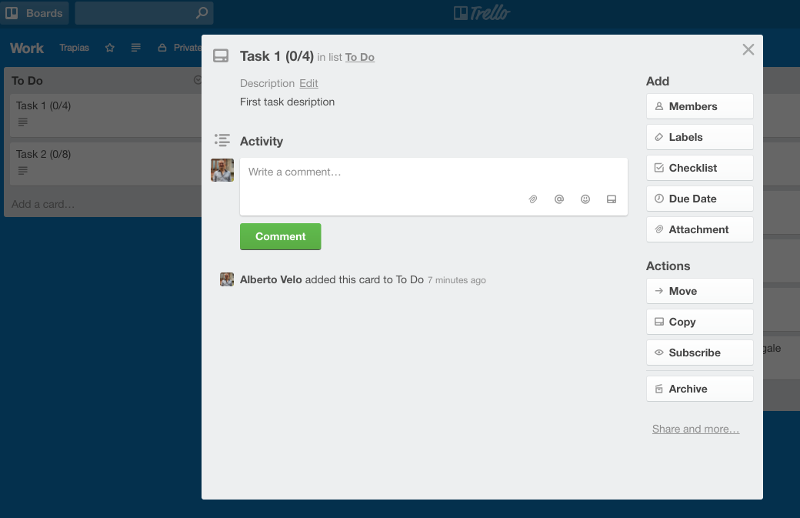 Boards
Trello
Work
Trapias
Private
To Do
Task 1 (0/4)
Task 2 (0/8)
Add a card…
Task 1 (0/4) in list To Do
Description Edit
First task desription
Activity
Write a comment…
@
Comment
Alberto Velo added this card to To Do 7 minutes ago
Add
Members
Labels
Checklist
Due Date
Attachment
Actions
Move
Copy
Subscribe
Archive
Share and more…
gale